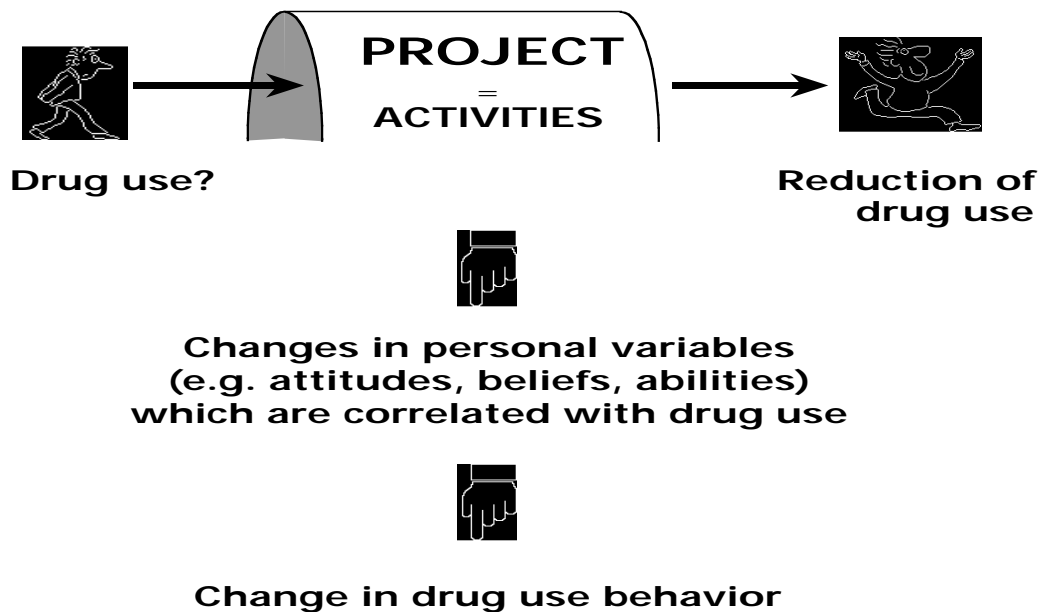 PROJECT
=
ACTIVITIES
Drug use?
Reduction of
drug use
Changes in personal variables
(e.g. attitudes, beliefs, abilities)
which are correlated with drug use
Change in drug use behavior